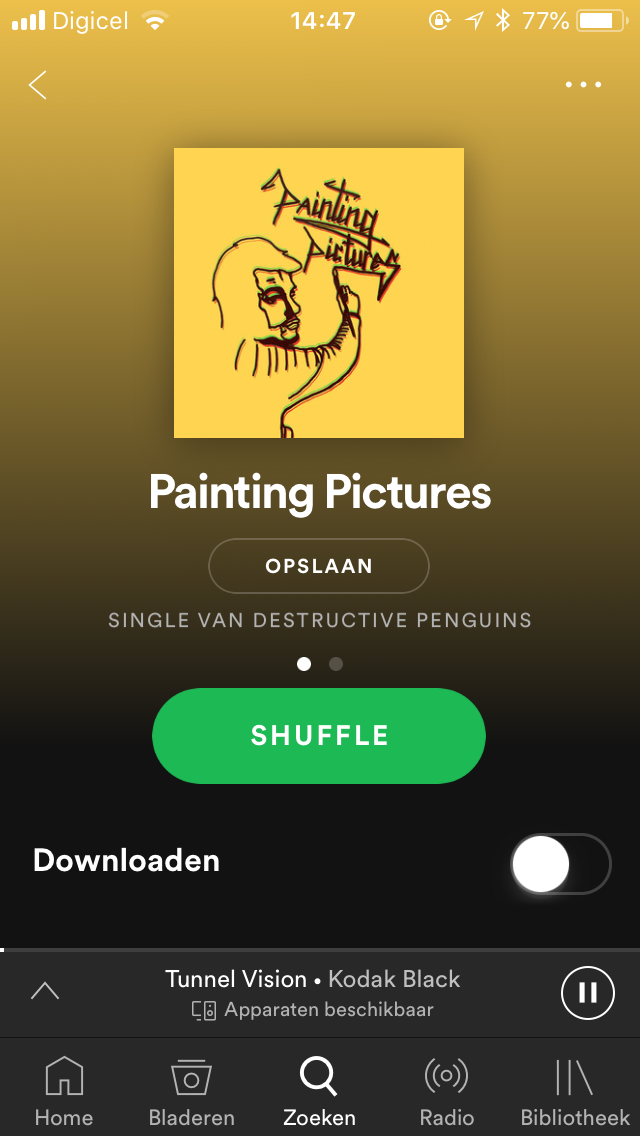 Digicel 14:47 77%
Painting
Pictures
Painting Pictures
OPSLAAN
SINGLE VAN DESTRUCTIVE PENGUINS
SHUFFLE
Downloaden
Tunnel Vision • Kodak Black
Apparaten beschikbaar
Home Bladeren Zoeken Radio Bibliotheek